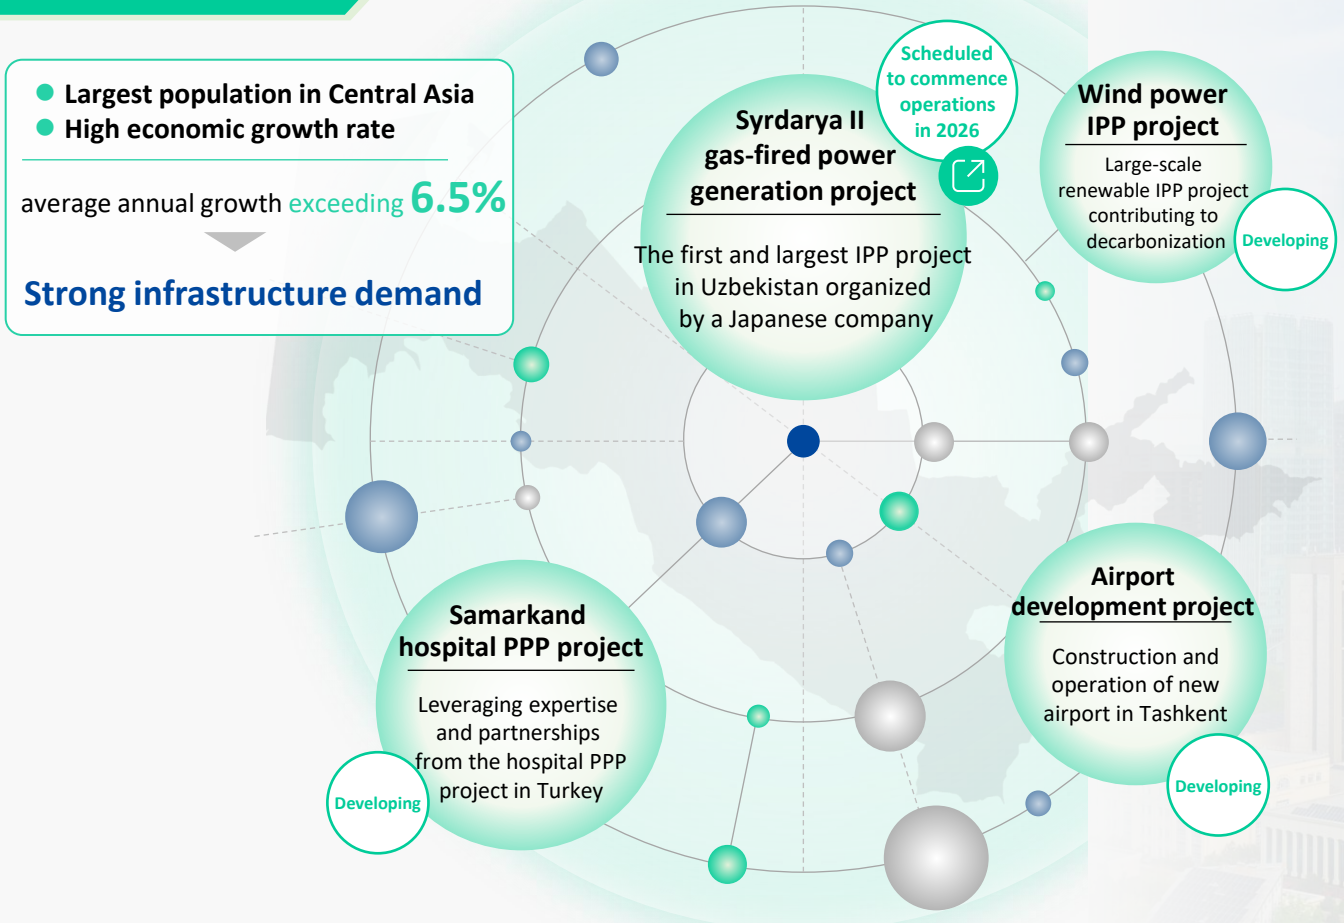 Largest population in Central Asia
High economic growth rate
average annual growth exceeding 6.5%
Strong infrastructure demand
Syrdarya II
gas-fired power
generation project
The first and largest IPP project
in Uzbekistan organized
by a Japanese company
Scheduled
to commence
operations
in 2026
Wind power
IPP project
Large-scale
renewable IPP project
contributing to
decarbonization
Developing
Samarkand
hospital PPP project
Leveraging expertise
and partnerships
from the hospital PPP
project in Turkey
Developing
Airport
development project
Construction and
operation of new
airport in Tashkent
Developing